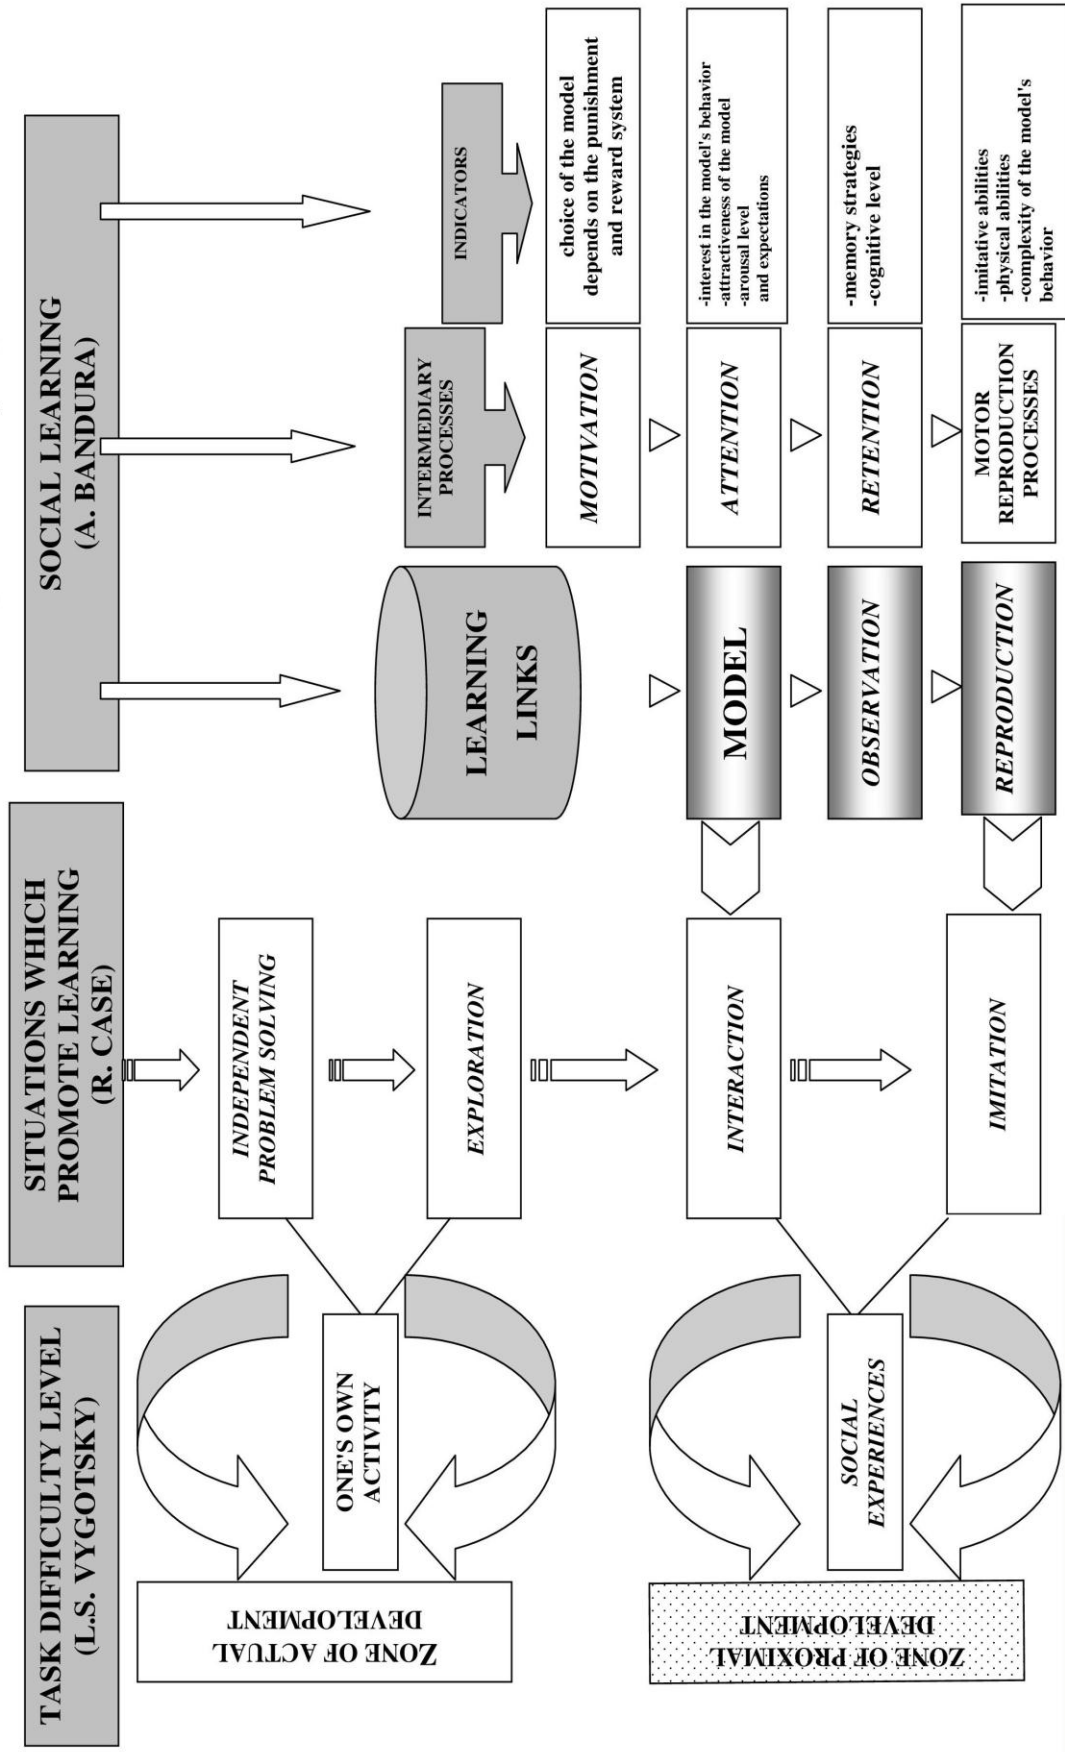 TASK DIFFICULTY LEVEL
(L.S. VYGOTSKY)
SITUATIONS WHICH
PROMOTE LEARNING
(R. CASE)
SOCIAL LEARNING
(A. BANDURA)
ZONE OF ACTUAL
DEVELOPMENT
ONE'S OWN
ACTIVITY
INDEPENDENT
PROBLEM SOLVING
EXPLORATION
LEARNING
LINKS
INTERMEDIARY
PROCESSES
INDICATORS
MOTIVATION
choice of the model
depends on the punishment
and reward system
ZONE OF PROXIMAL
DEVELOPMENT
SOCIAL
EXPERIENCES
INTERACTION
MODEL
ATTENTION
-interest in the model's behavior
-attractiveness of the model
-arousal level
and expectations
OBSERVATION
RETENTION
-memory strategies
-cognitive level
IMITATION
REPRODUCTION
MOTOR
REPRODUCTION
PROCESSES
-imitative abilities
-physical abilities
-complexity of the model's
behavior